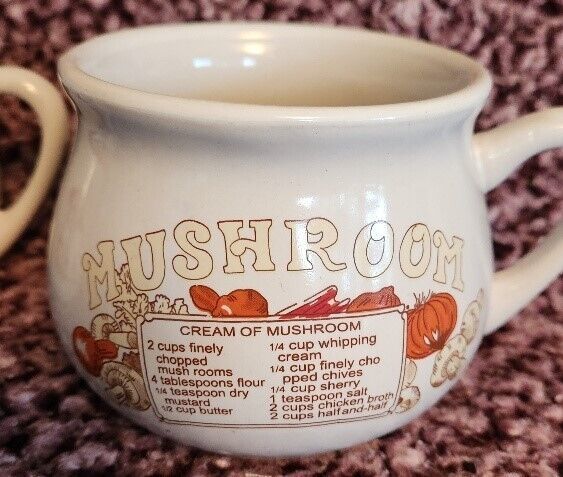 MUSHROOM
CREAM OF MUSHROOM
2 cups finely
chopped
mush rooms
4 tablespoons flour
1/4 teaspoon dry
mustard
1/2 cup butter
1/4 cup whipping
cream
1/4 cup finely cho
pped chives
1/4 cup sherry
1 teaspoon salt
2 cups chicken broth
2 cups half and-half